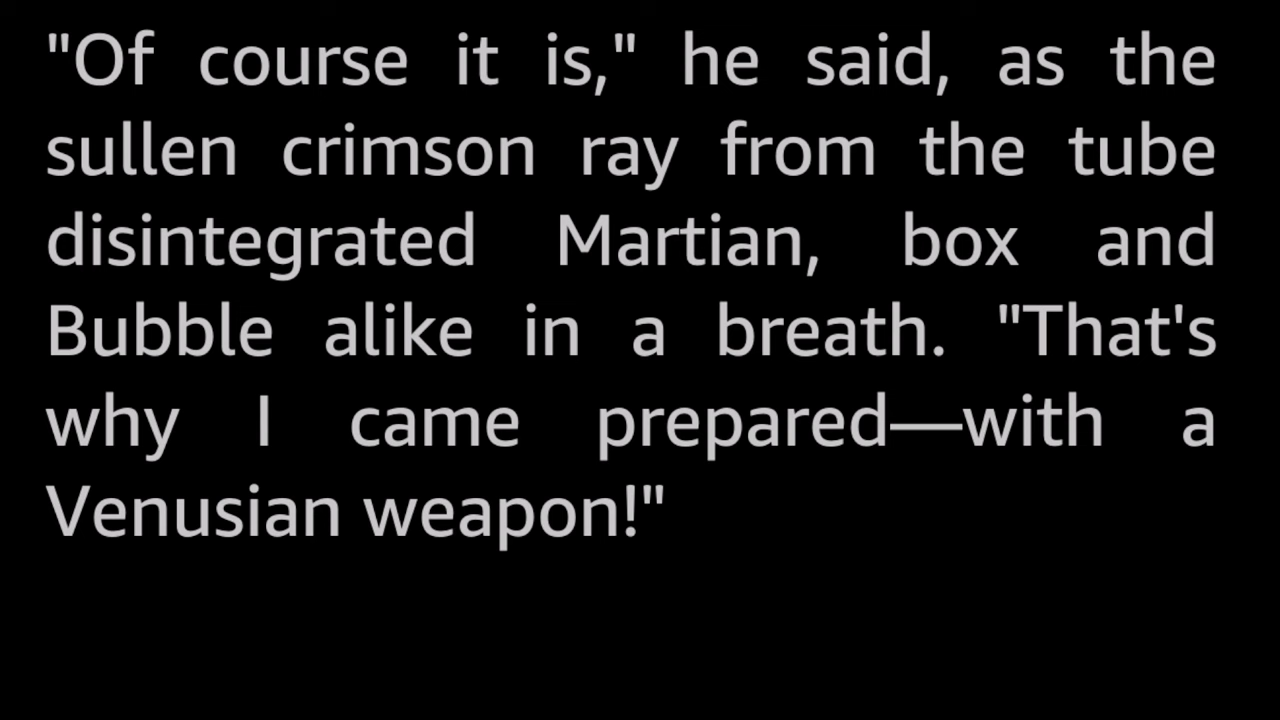 "Of course it is," he said, as the
sullen crimson ray from the tube
disintegrated Martian, box and
Bubble alike in a breath. "That's
why I came prepared—with a
Venusian weapon!"